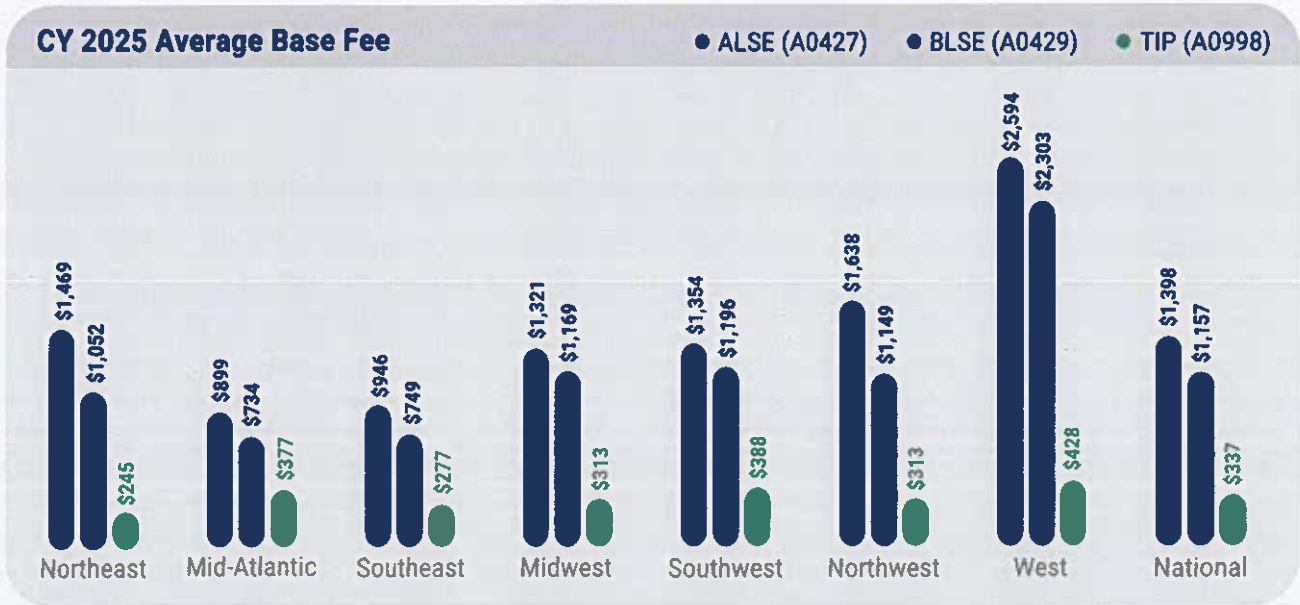 CY 2025 Average Base Fee
ALSE (A0427) BLSE (A0429) TIP (A0998)
$1,469 $1,052 $245
$899 $734 $377
$946 $749 $277
$1,321 $1,169 $313
$1,354 $1,196 $388
$1,638 $1,149 $313
$2,594 $2,303 $428
$1,398 $1,157 $337
Northeast Mid-Atlantic Southeast Midwest Southwest Northwest West National